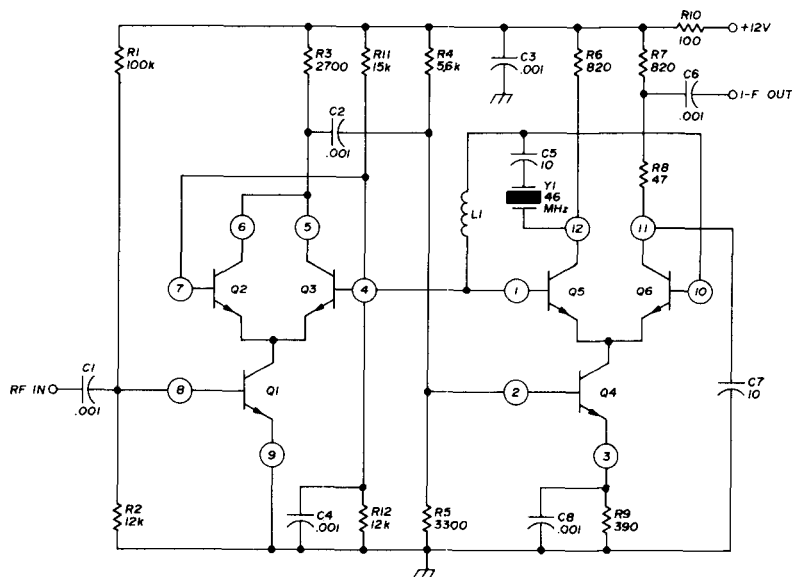 R10
100
+12V
R1
100k
R3
2700
R11
15k
R4
5,6k
C3
.001
R6
820
R7
820
C6
.001
I-F OUT
C2
.001
C5
10
Y1
46
MHz
R8
47
L1
6
5
12
11
7
Q2
Q3
4
1
Q5
Q6
10
RF IN
C1
.001
8
Q1
2
Q4
C7
10
9
3
R2
12k
C4
.001
R12
12k
R5
3300
C8
.001
R9
390